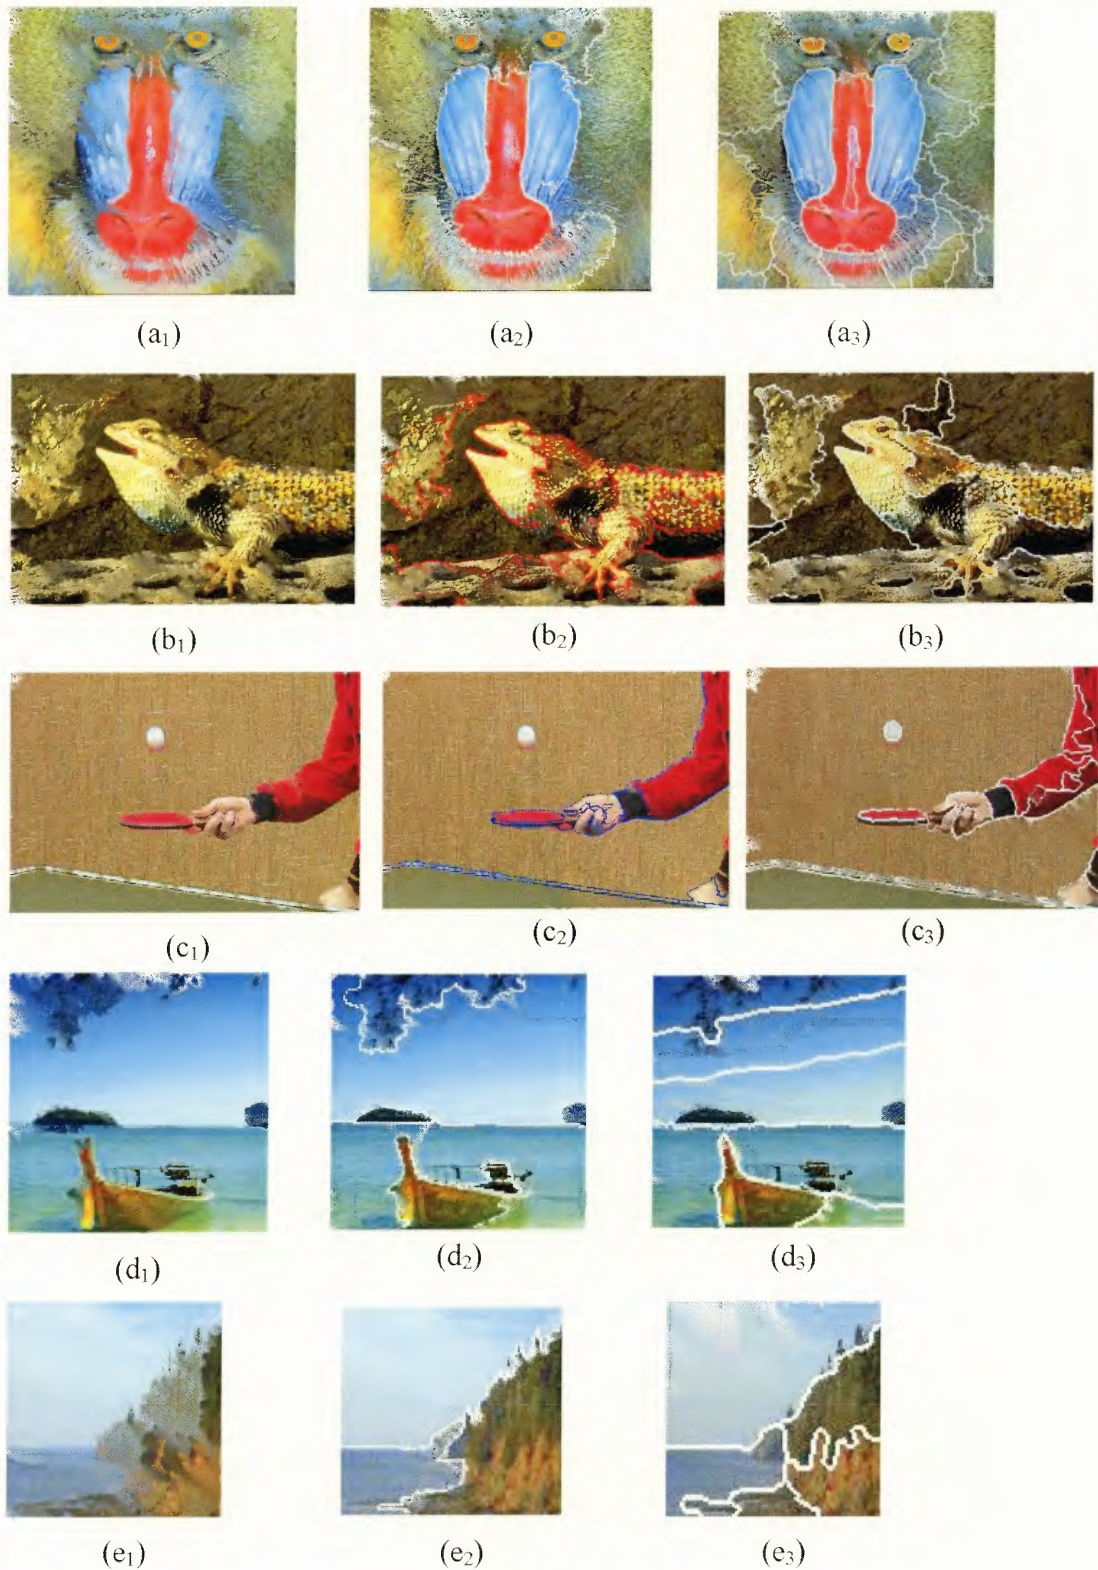 (a₁) (a₂) (a₃)
(b₁) (b₂) (b₃)
(c₁) (c₂) (c₃)
(d₁) (d₂) (d₃)
(e₁) (e₂) (e₃)